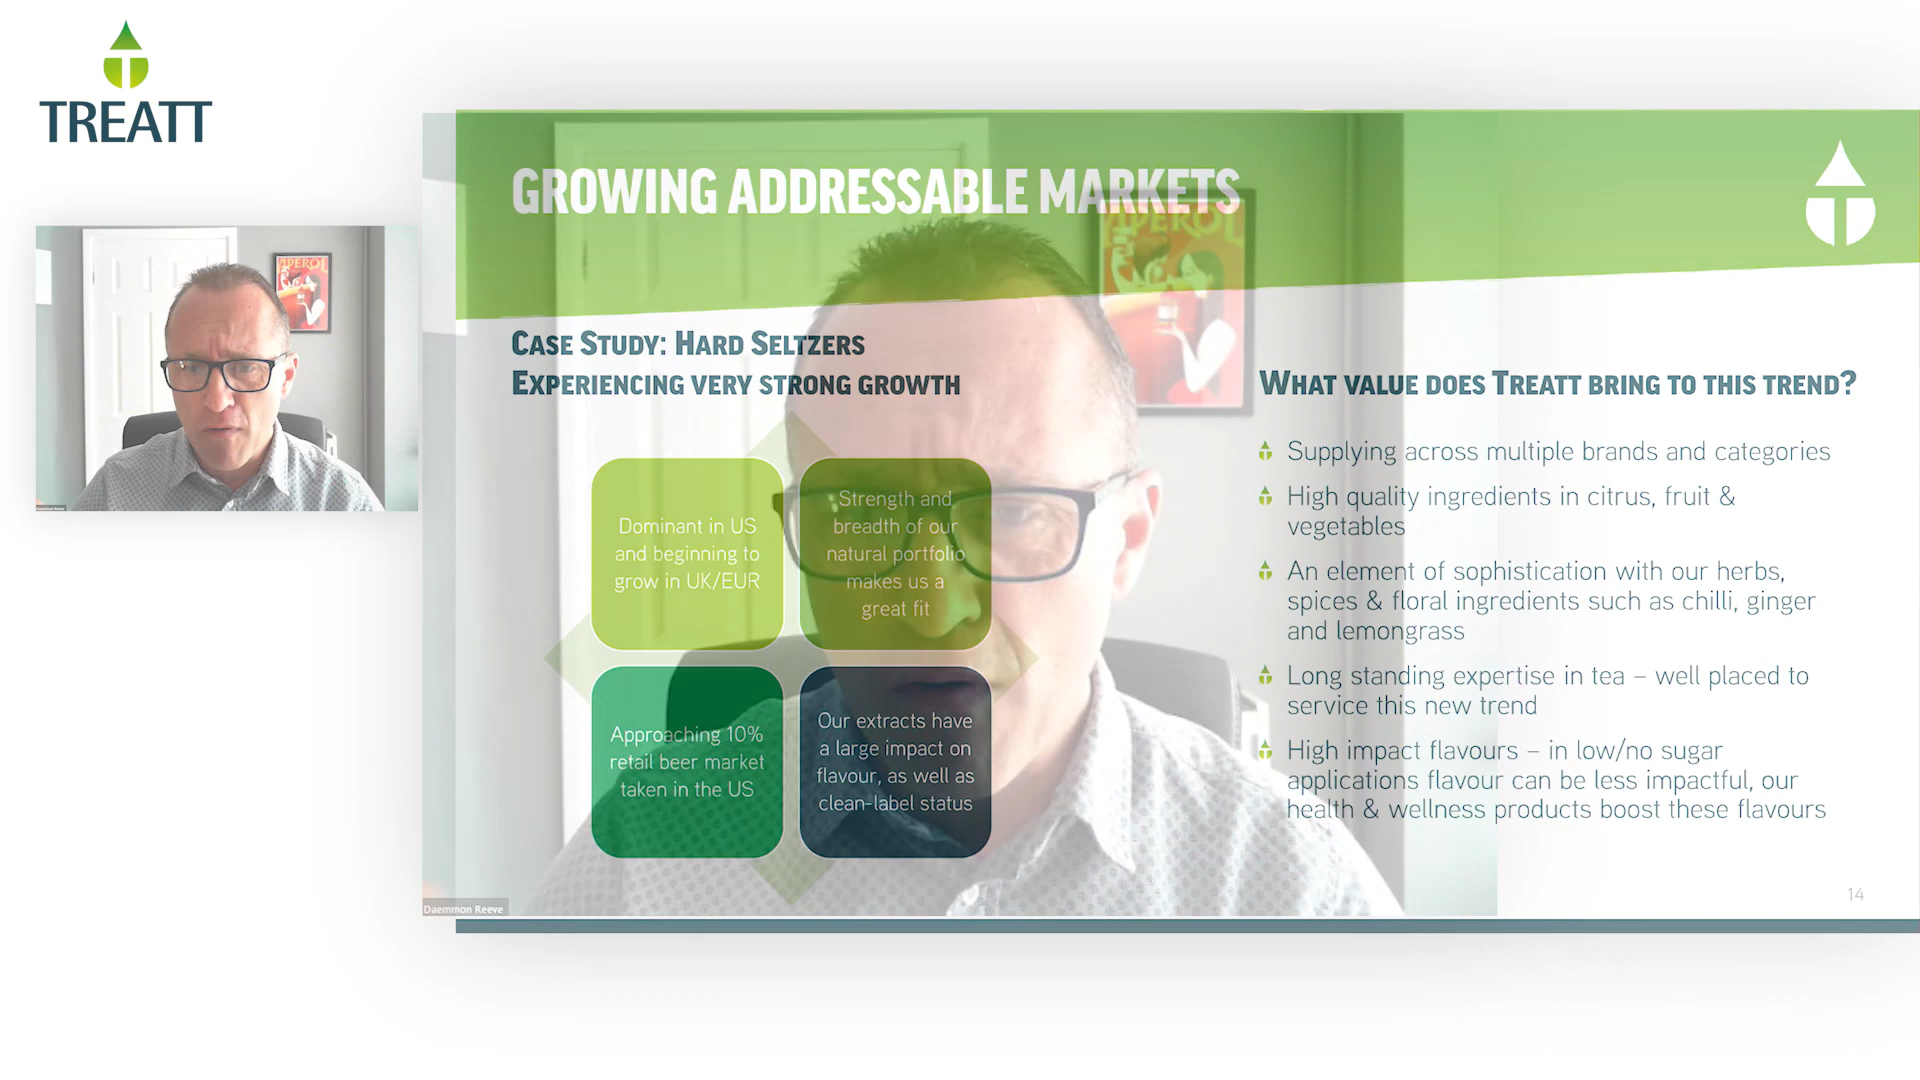 TREATT
GROWING ADDRESSABLE MARKETS
APEROL
APEROL
CASE STUDY: HARD SELTZERS
EXPERIENCING VERY STRONG GROWTH
Dominant in US
and beginning to
grow in UK/EUR
Strength and
breadth of our
natural portfolio
makes us a
great fit
Approaching 10%
retail beer market
taken in the US
Our extracts have
a large impact on
flavour, as well as
clean-label status
WHAT VALUE DOES TREATT BRING TO THIS TREND?
Supplying across multiple brands and categories
High quality ingredients in citrus, fruit &
vegetables
An element of sophistication with our herbs,
spices & floral ingredients such as chilli, ginger
and lemongrass
Long standing expertise in tea – well placed to
service this new trend
High impact flavours – in low/no sugar
applications flavour can be less impactful, our
health & wellness products boost these flavours
14
Daemmon Reeve